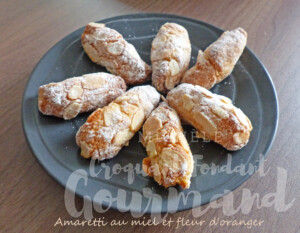 Croquant Fondant
Gourmand
Amaretti au miel et fleur d'oranger